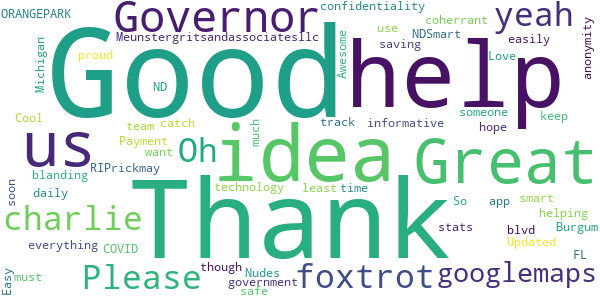 ORANGEPARK
Governor
confidentiality
yeah
Meunstergritsandassociatesllc
use
coherrant
NDSmart
easily
saving
Love
anonymity
Michigan
proud
Good
Awesome
help
ND
Cool
team
catch
Payment
want
track
informative
someone
hope
keep
us
Oh
much
idea
Great
RIPrickmay
blanding
daily
soon
technology
least
time
Thank
So
app
smart
helping
charlie
stats
blvd
Burgum
Updated
everything
COVID
FL
Easy
must
Please
though
Nudes
government
safe
foxtrot
googlemaps